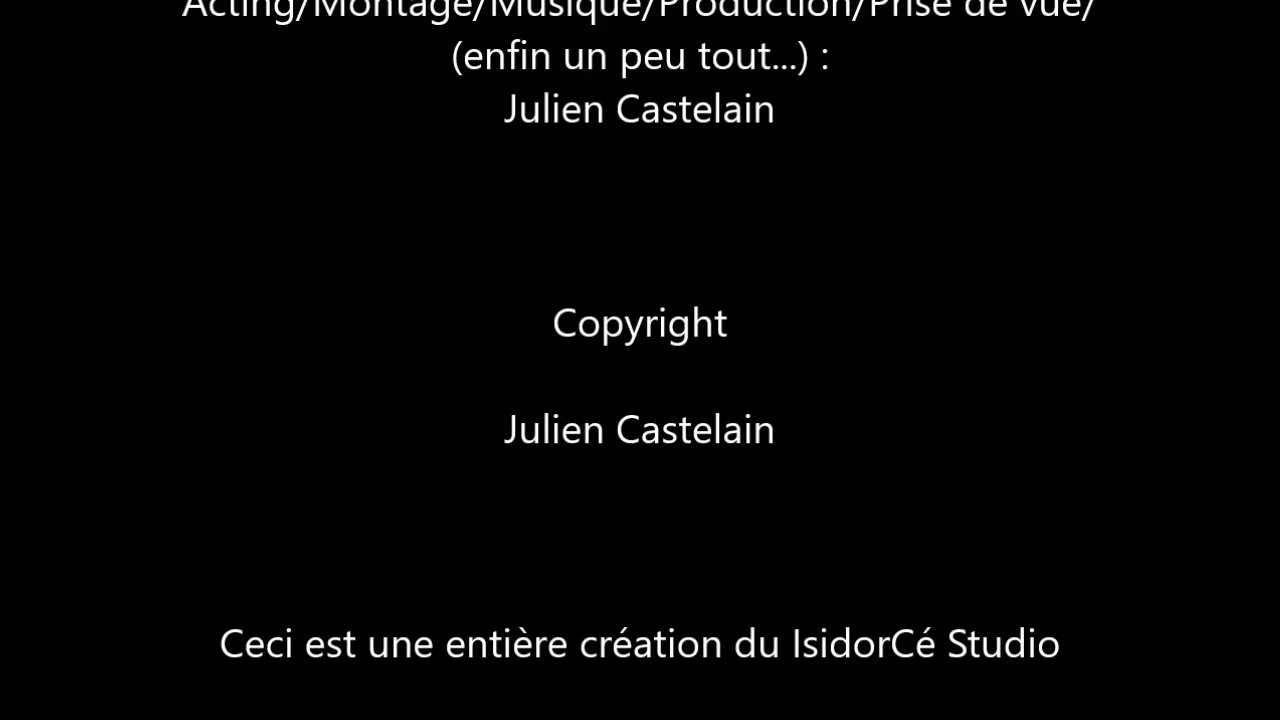 Acting/Montage/Musique/Production/Prise de vue/
(enfin un peu tout...) :
Julien Castelain
Copyright
Julien Castelain
Ceci est une entière création du IsidorCé Studio